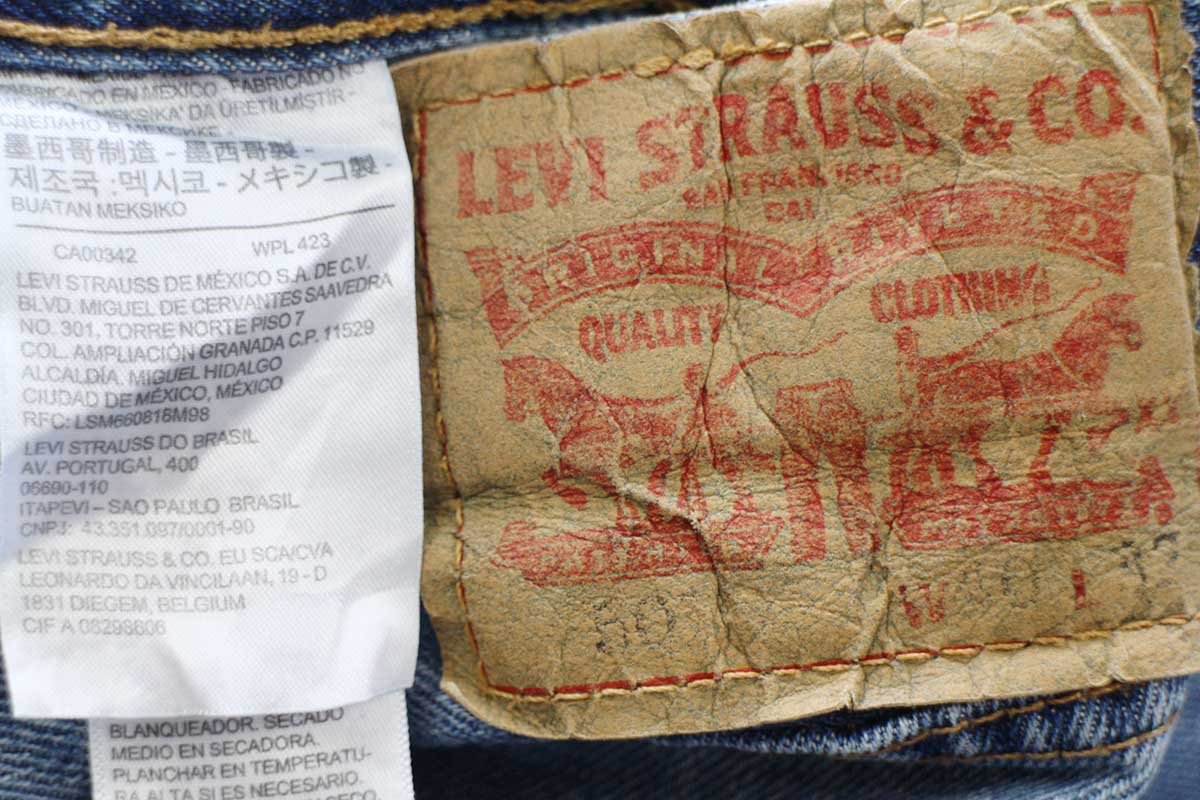 FABRICADO EN MÉXICO - FABRICADO NO
MÉXICO - MEKSİKA' DA ÜRETİLMİSTİR -
СДЕЛАНО В МЕКСИКЕ -
墨西哥制造 - 墨西哥製 -
제조국 : 멕시코 - メキシコ製 -
BUATAN MEKSIKO
CA00342 WPL 423
LEVI STRAUSS DE MÉXICO S.A. DE C.V.
BLVD. MIGUEL DE CERVANTES SAAVEDRA
NO. 301, TORRE NORTE PISO 7
COL. AMPLIACIÓN GRANADA C.P. 11529
ALCALDÍA. MIGUEL HIDALGO
CIUDAD DE MÉXICO, MÉXICO
RFC: LSM660818M98
LEVI STRAUSS DO BRASIL
AV. PORTUGAL, 400
06690-110
ITAPEVI – SAO PAULO BRASIL
CNPJ: 43.351.097/0001-90
LEVI STRAUSS & CO. EU SCA/CVA
LEONARDO DA VINCILAAN, 19 - D
1831 DIEGEM, BELGIUM
CIF A 08298606
BLANQUEADOR. SECADO
MEDIO EN SECADORA.
PLANCHAR EN TEMPERATU-
RA ALTA SI ES NECESARIO.
LEVI STRAUSS & CO.
SAN FRANCISCO
CAL
ORIGINAL RIVETED
QUALITY CLOTHING
W L